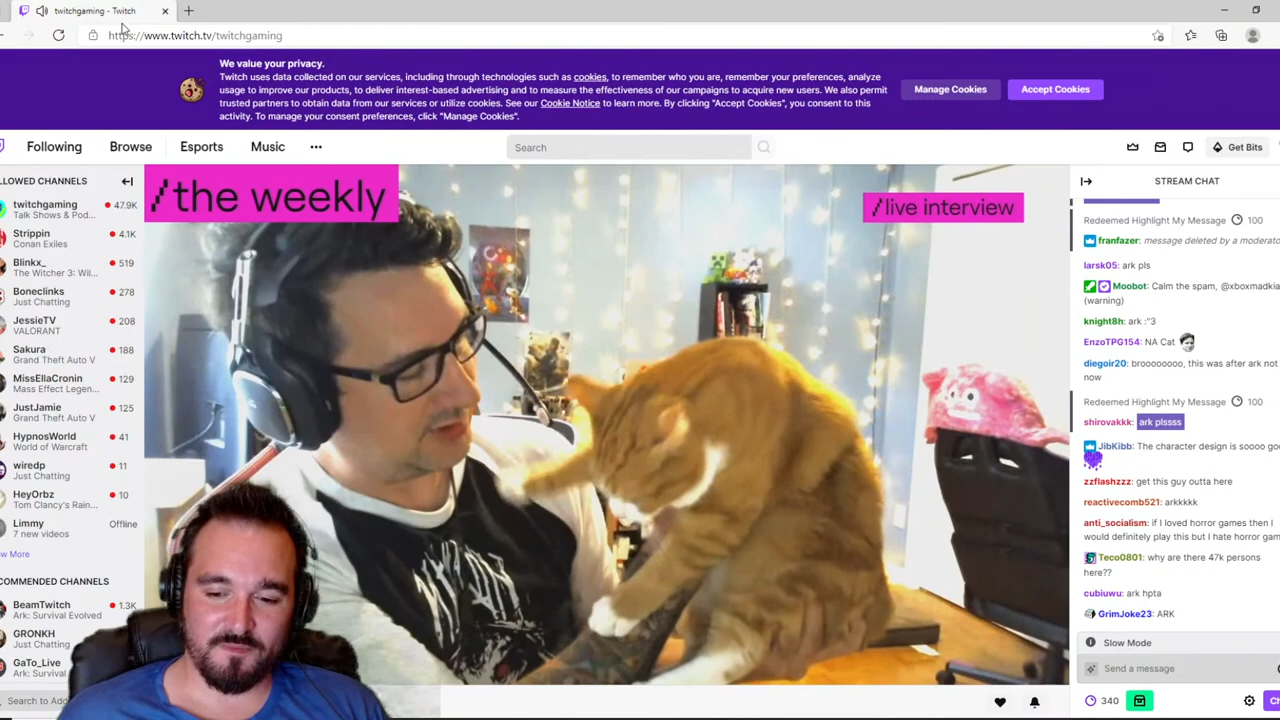 twitchgaming - Twitch
https://www.twitch.tv/twitchgaming
We value your privacy.
Twitch uses data collected on our services, including through technologies such as cookies, to remember who you are, remember your preferences, analyze
usage to improve our products, to deliver interest-based advertising and to measure the effectiveness of our campaigns to acquire new users. We also permit
trusted partners to obtain data from our services or utilize cookies. See our Cookie Notice to learn more. By clicking "Accept Cookies", you consent to this
activity. To manage your consent preferences, click "Manage Cookies".
Manage Cookies
Accept Cookies
Following
Browse
Esports
Music
Search
Get Bits
LLOWED CHANNELS
twitchgaming 47.9K
Talk Shows & Pod...
Strippin 4.1K
Conan Exiles
Blinkx_ 519
The Witcher 3: Wil...
Boneclinks 278
Just Chatting
JessieTV 208
VALORANT
Sakura 188
Grand Theft Auto V
MissEllaCronin 129
Mass Effect Legen...
JustJamie 125
Grand Theft Auto V
HypnosWorld 41
World of Warcraft
wiredp 11
Just Chatting
HeyOrbz 10
Tom Clancy's Rain...
Limmy Offline
7 new videos
ow More
COMMENDED CHANNELS
BeamTwitch 1.3K
Ark: Survival Evolved
GRONKH
Just Chatting
GaTo_Live
Ark: Survival
Search to Add
/the weekly
/live interview
STREAM CHAT
Redeemed Highlight My Message 100
franfazer: message deleted by a moderato
larsk05: ark pls
Moobot: Calm the spam, @xboxmadkia
(warning)
knight8h: ark :"3
EnzoTPG154: NA Cat
diegoir20: broooooooo, this was after ark not
now
Redeemed Highlight My Message 100
shirovakkk: ark plssss
JibKibb: The character design is soooo go
zzflashzzz: get this guy outta here
reactivecomb521: arkkkkk
anti_socialism: if I loved horror games then I
would definitely play this but I hate horror gam
Teco0801: why are there 47k persons
here??
cubiuwu: ark hpta
GrimJoke23: ARK
Slow Mode
Send a message
340
Ch